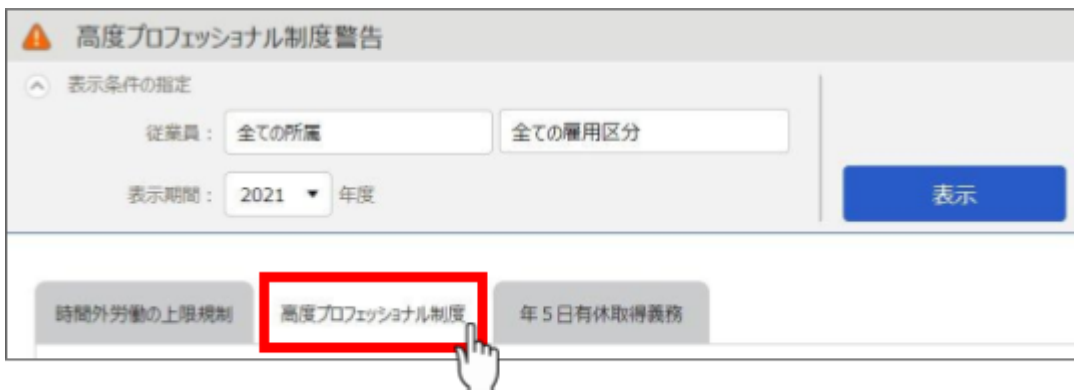 高度プロフェッショナル制度警告
表示条件の指定
従業員： 全ての所属 全ての雇用区分
表示期間： 2021 年度
表示
時間外労働の上限規制 高度プロフェッショナル制度 年５日有休取得義務